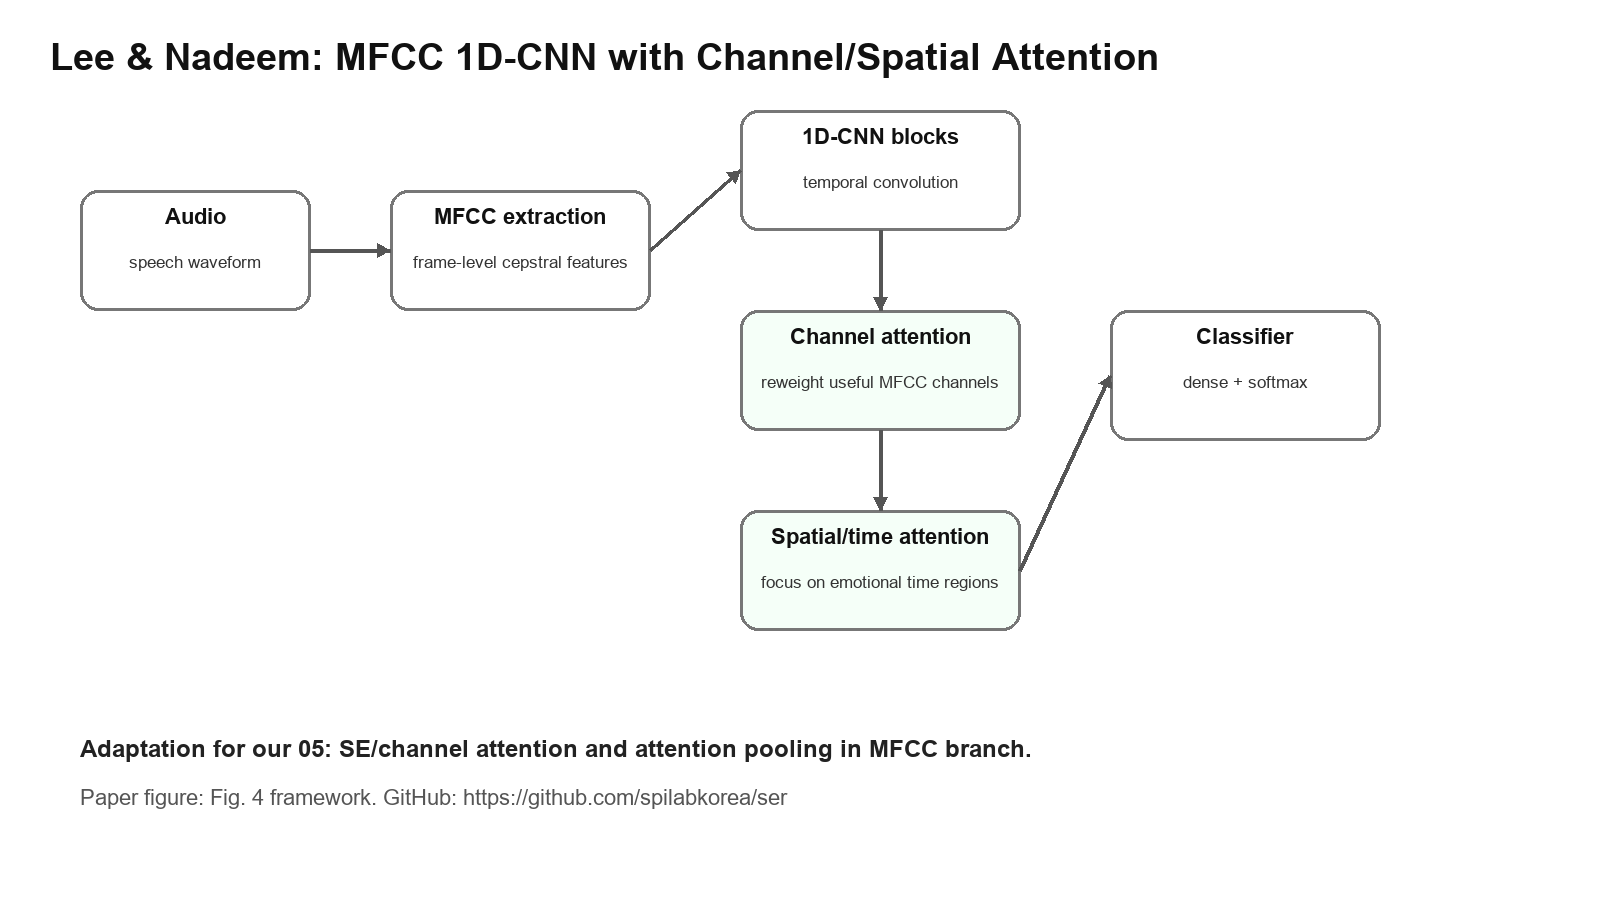 Lee & Nadeem: MFCC 1D-CNN with Channel/Spatial Attention
Audio
speech waveform
MFCC extraction
frame-level cepstral features
1D-CNN blocks
temporal convolution
Channel attention
reweight useful MFCC channels
Spatial/time attention
focus on emotional time regions
Classifier
dense + softmax
Adaptation for our 05: SE/channel attention and attention pooling in MFCC branch.
Paper figure: Fig. 4 framework. GitHub: https://github.com/spilabkorea/ser